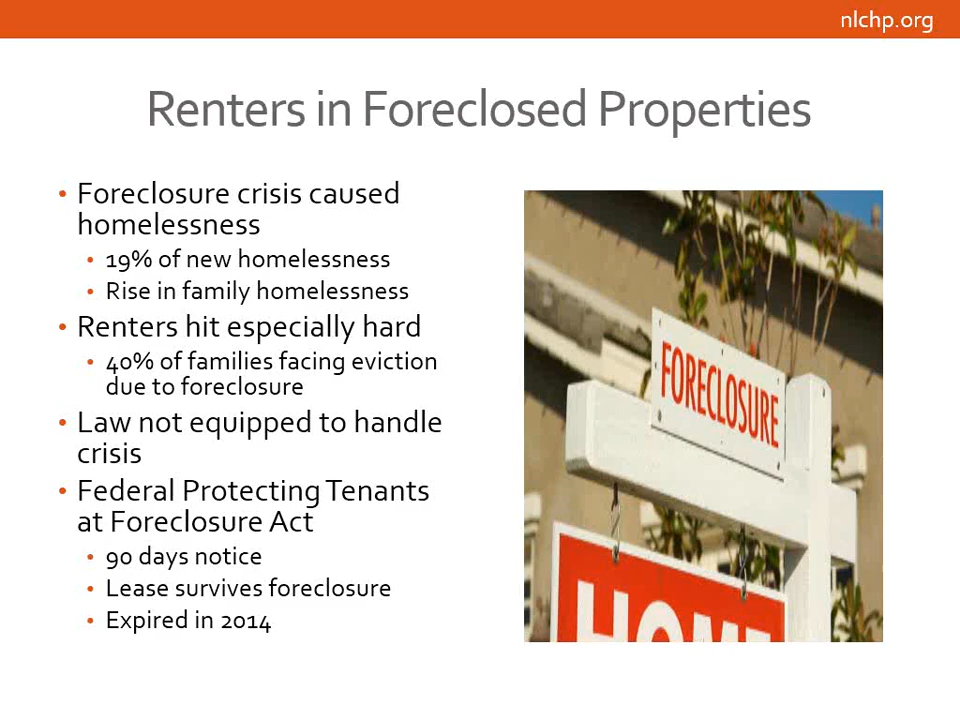 nlchp.org
Renters in Foreclosed Properties
• Foreclosure crisis caused
homelessness
• 19% of new homelessness
• Rise in family homelessness
• Renters hit especially hard
• 40% of families facing eviction
due to foreclosure
• Law not equipped to handle
crisis
• Federal Protecting Tenants
at Foreclosure Act
• 90 days notice
• Lease survives foreclosure
• Expired in 2014
FORECLOSURE
HOME